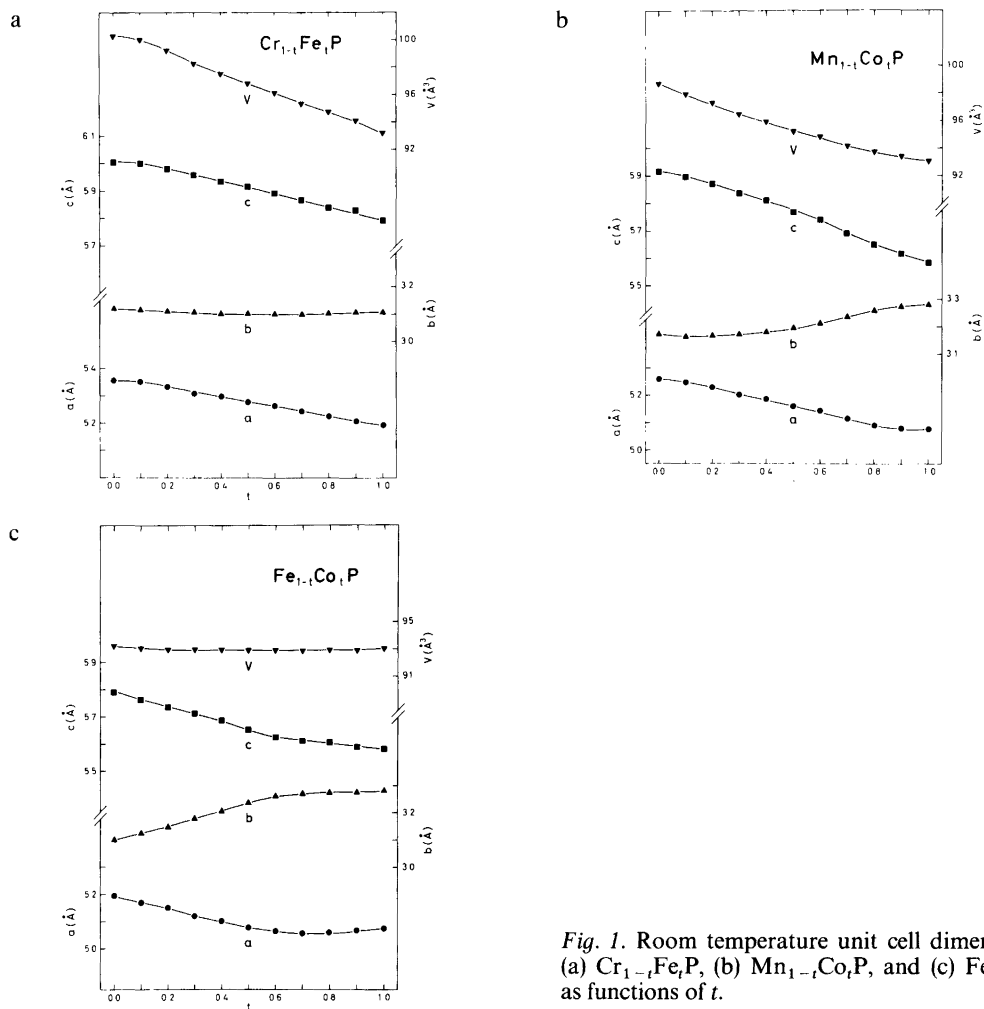 a
Cr₁₋ₜFeₜP
100
96
92
V(Å³)
V
6.1
5.9
5.7
c(Å)
c
3.2
3.0
b(Å)
b
5.4
5.2
a(Å)
a
0.0 0.2 0.4 0.6 0.8 1.0
t
b
Mn₁₋ₜCoₜP
100
96
92
V(Å³)
V
5.9
5.7
5.5
c(Å)
c
3.3
3.1
b(Å)
b
5.2
5.0
a(Å)
a
0.0 0.2 0.4 0.6 0.8 1.0
c
Fe₁₋ₜCoₜP
95
91
V(Å³)
V
5.9
5.7
5.5
c(Å)
c
3.2
3.0
b(Å)
b
5.2
5.0
a(Å)
a
0.0 0.2 0.4 0.6 0.8 1.0
t
Fig. 1. Room temperature unit cell
(a) Cr₁₋ₜFeₜP, (b) Mn₁₋ₜCoₜP, and (c) Fe
as functions of t.